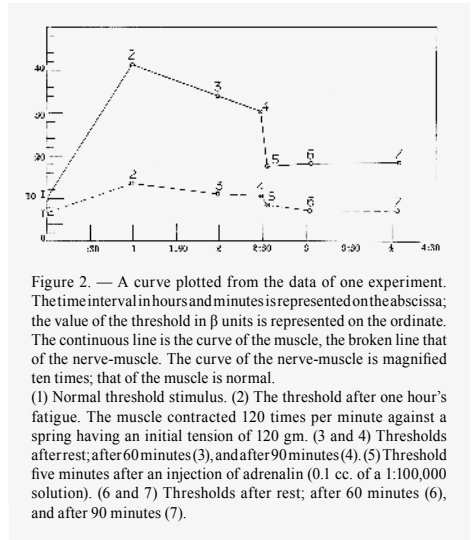 2
40
3
4
30
20
5 6 7
2
10 1
3 4
5 6 7
1
0
:30 1 1:30 2 2:30 3 3:30 4 4:30
Figure 2. — A curve plotted from the data of one experiment.
The time interval in hours and minutes is represented on the abscissa;
the value of the threshold in β units is represented on the ordinate.
The continuous line is the curve of the muscle, the broken line that
of the nerve-muscle. The curve of the nerve-muscle is magnified
ten times; that of the muscle is normal.
(1) Normal threshold stimulus. (2) The threshold after one hour's
fatigue. The muscle contracted 120 times per minute against a
spring having an initial tension of 120 gm. (3 and 4) Thresholds
after rest; after 60 minutes (3), and after 90 minutes (4). (5) Threshold
five minutes after an injection of adrenalin (0.1 cc. of a 1:100,000
solution). (6 and 7) Thresholds after rest; after 60 minutes (6),
and after 90 minutes (7).